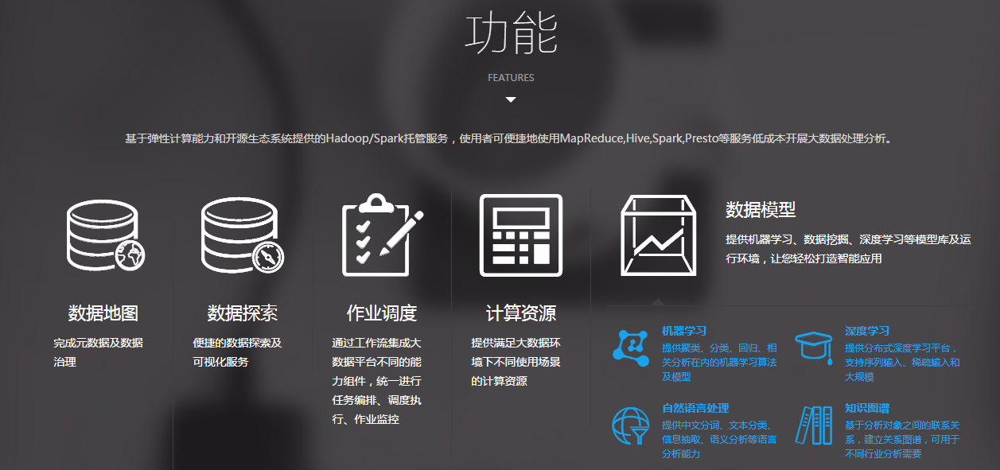 功能
FEATURES
基于弹性计算能力和开源生态系统提供的Hadoop/Spark托管服务，使用者可便捷地使用MapReduce,Hive,Spark,Presto等服务低成本开展大数据处理分析。
数据地图
完成元数据及数据
治理
数据探索
便捷的数据探索及
可视化服务
作业调度
通过工作流集成大
数据平台不同的能
力组件，统一进行
任务编排、调度执
行、作业监控
计算资源
提供满足大数据环
境下不同使用场景
的计算资源
数据模型
提供机器学习、数据挖掘、深度学习等模型库及运
行环境，让您轻松打造智能应用
机器学习
提供聚类、分类、回归、相
关分析在内的机器学习算法
及模型
深度学习
提供分布式深度学习平台，
支持序列输入、稀疏输入和
大规模
自然语言处理
提供中文分词、文本分类、
信息抽取、语义分析等语言
分析能力
知识图谱
基于分析对象之间的联系关
系，建立关系图谱，可用于
不同行业分析需要